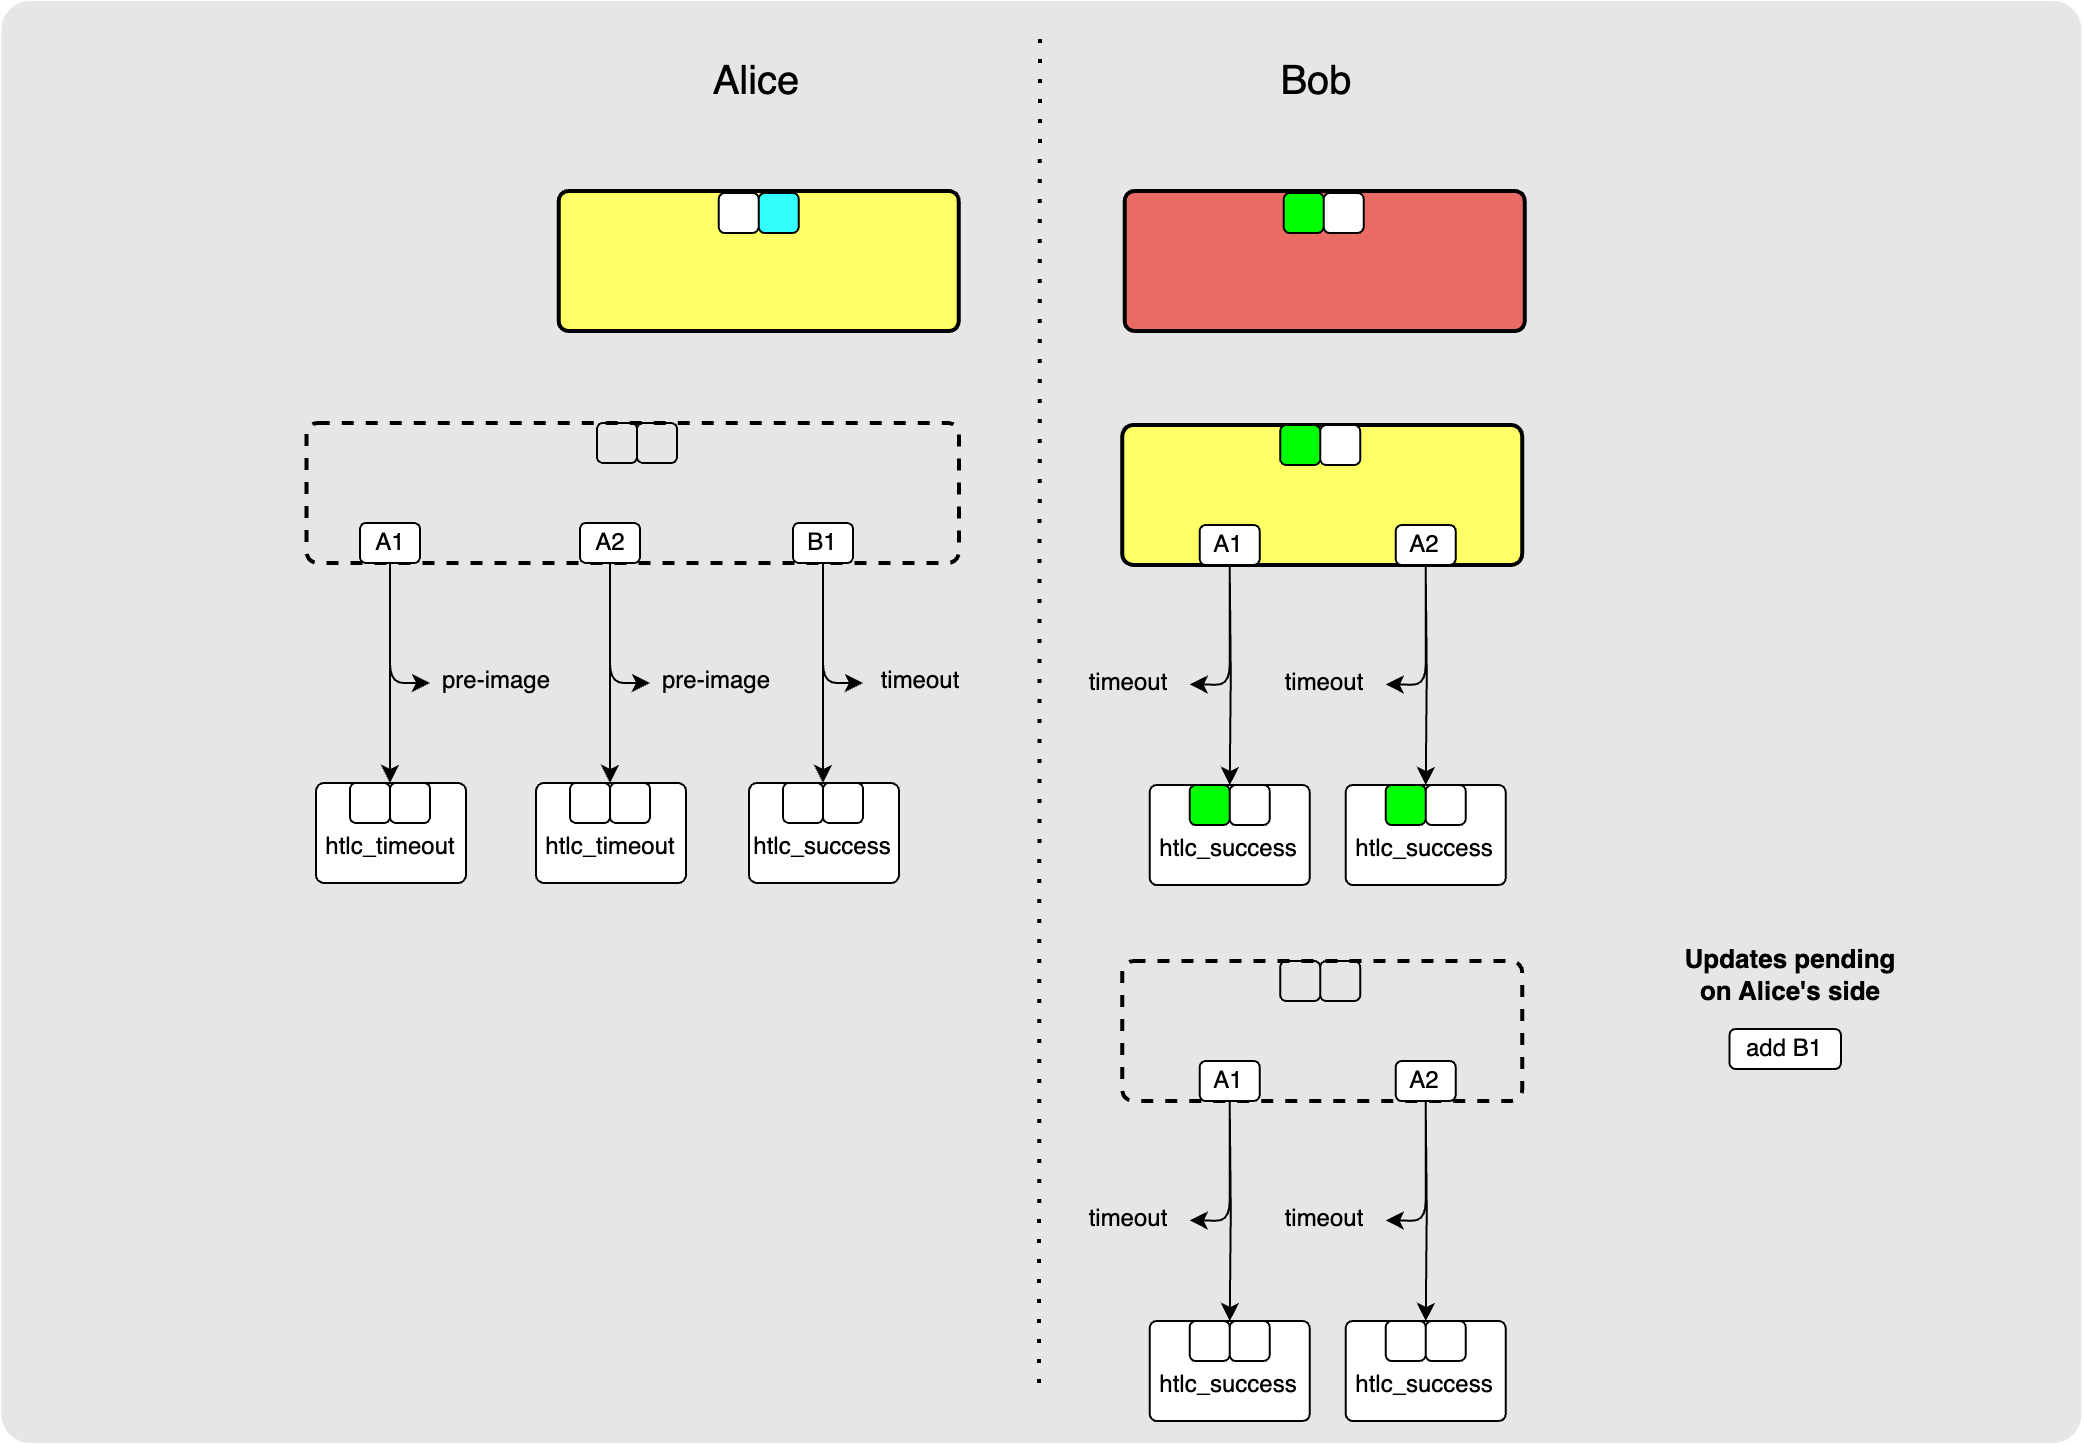 Alice
Bob
A1
A2
B1
A1
A2
pre-image
pre-image
timeout
timeout
timeout
htlc_timeout
htlc_timeout
htlc_success
htlc_success
htlc_success
Updates pending
on Alice's side
add B1
A1
A2
timeout
timeout
htlc_success
htlc_success